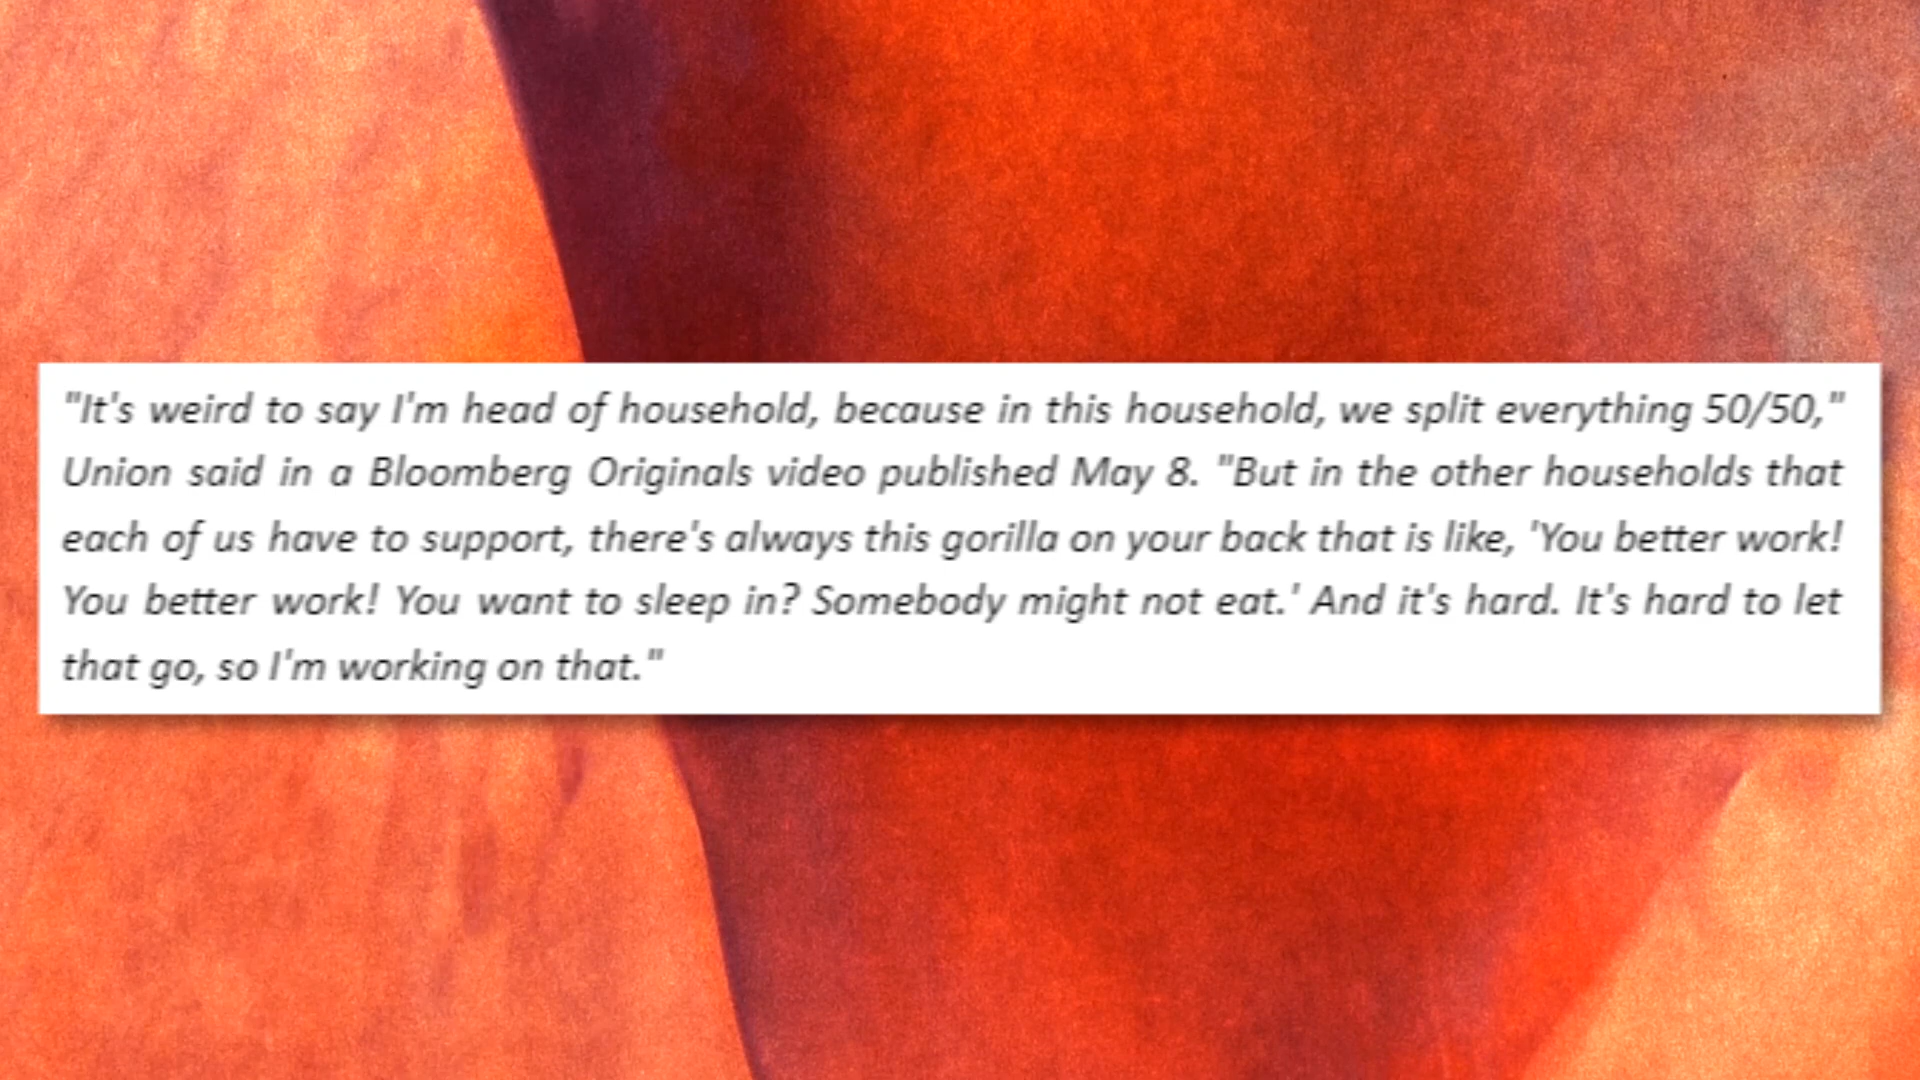 "It's weird to say I'm head of household, because in this household, we split everything 50/50,"
Union said in a Bloomberg Originals video published May 8. "But in the other households that
each of us have to support, there's always this gorilla on your back that is like, 'You better work!
You better work! You want to sleep in? Somebody might not eat.' And it's hard. It's hard to let
that go, so I'm working on that."